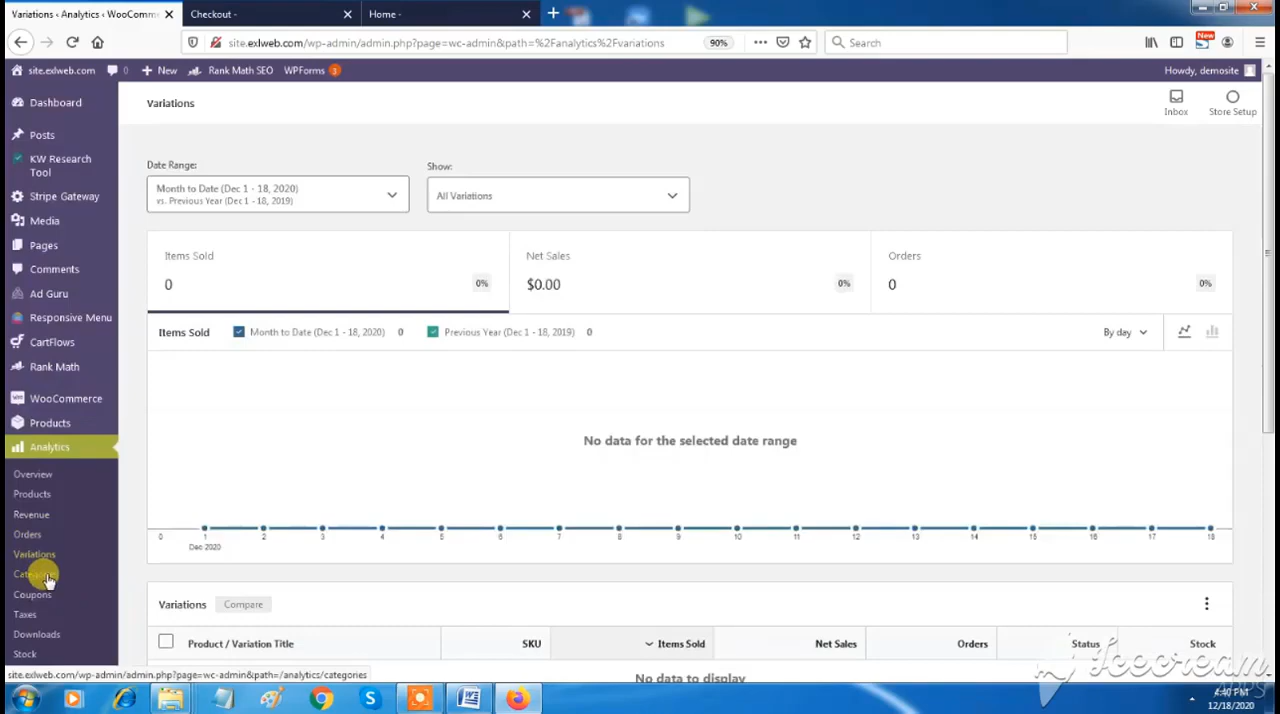 Variations ‹ Analytics ‹ WooComm
Checkout -
Home -
site.exlweb.com/wp-admin/admin.php?page=wc-admin&path=%2Fanalytics%2Fvariations
90%
Search
New
site.exlweb.com
0
New
Rank Math SEO
WPForms
3
Howdy, demosite
Dashboard
Posts
KW Research
Tool
Stripe Gateway
Media
Pages
Comments
Ad Guru
Responsive Menu
CartFlows
Rank Math
WooCommerce
Products
Analytics
Overview
Products
Revenue
Orders
Variations
Coupons
Taxes
Downloads
Stock
Variations
Inbox
Store Setup
Date Range:
Month to Date (Dec 1 - 18, 2020)
vs. Previous Year (Dec 1 - 18, 2019)
Show:
All Variations
Items Sold
0
0%
Net Sales
$0.00
0%
Orders
0
0%
Items Sold
Month to Date (Dec 1 - 18, 2020) 0
Previous Year (Dec 1 - 18, 2019) 0
By day
No data for the selected date range
0 1 2 3 4 5 6 7 8 9 10 11 12 13 14 15 16 17 18
Dec 2020
Variations
Compare
Product / Variation Title
SKU
Items Sold
Net Sales
Orders
Status
Stock
No data to display
site.exlweb.com/wp-admin/admin.php?page=wc-admin&path=/analytics/categories
Icecream
APPS
4:40 PM
12/18/2020